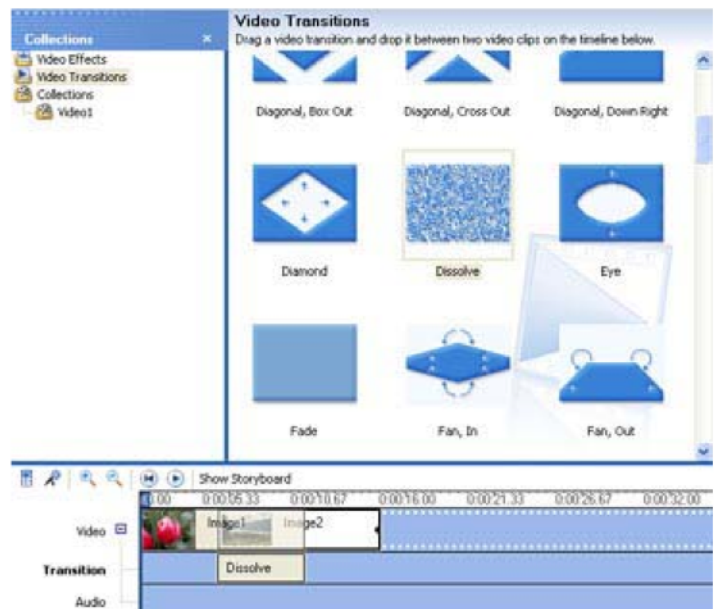 Collections
Video Effects
Video Transitions
Collections
Video1
Video Transitions
Drag a video transition and drop it between two video clips on the timeline below.
Diagonal, Box Out
Diagonal, Cross Out
Diagonal, Down Right
Diamond
Dissolve
Eye
Fade
Fan, In
Fan, Out
Show Storyboard
0:00:05.33 0:00:10.67 0:00:16.00 0:00:21.33 0:00:26.67 0:00:32.00
Video Image1 Image2
Transition Dissolve
Audio